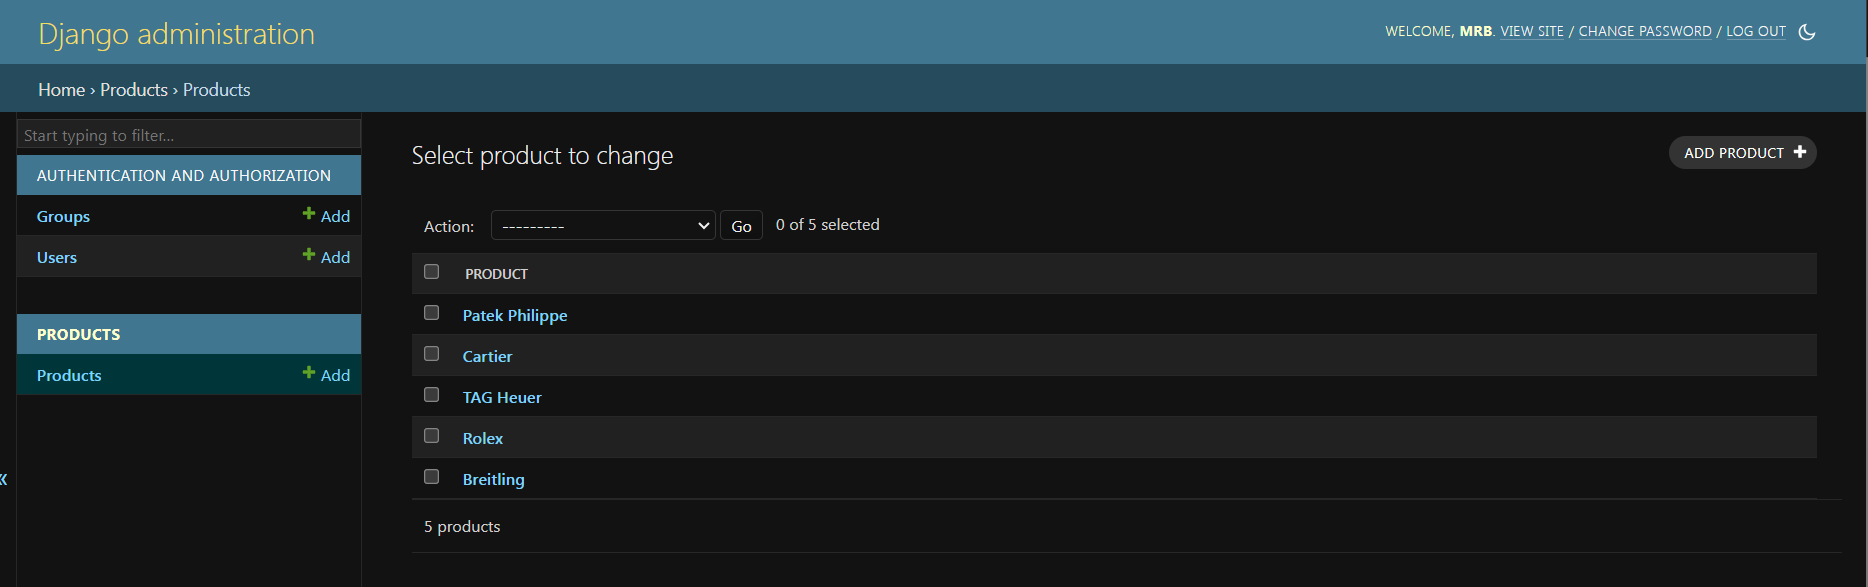 Django administration
WELCOME, MRB. VIEW SITE / CHANGE PASSWORD / LOG OUT
Home › Products › Products
Start typing to filter...
AUTHENTICATION AND AUTHORIZATION
Groups + Add
Users + Add
PRODUCTS
Products + Add
«
Select product to change
ADD PRODUCT +
Action: --------- Go 0 of 5 selected
PRODUCT
Patek Philippe
Cartier
TAG Heuer
Rolex
Breitling
5 products